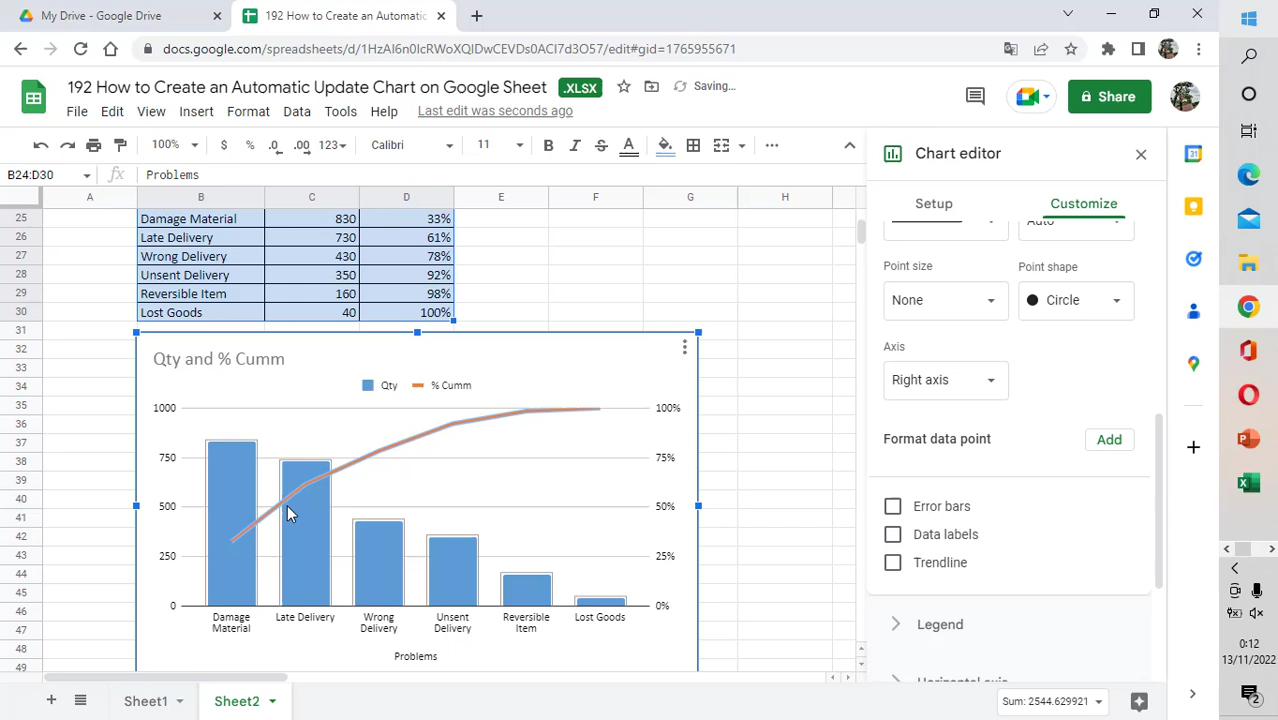 My Drive - Google Drive
192 How to Create an Automatic
docs.google.com/spreadsheets/d/1HzAI6n0IcRWoXQIDwCEVDs0ACI7d3O57/edit#gid=1765955671
192 How to Create an Automatic Update Chart on Google Sheet .XLSX Saving...
File Edit View Insert Format Data Tools Help Last edit was seconds ago
Share
100% $ % .0 .00 123 Calibri 11 B I S A
B24:D30 fx Problems
A B C D E F G H
25 Damage Material 830 33%
26 Late Delivery 730 61%
27 Wrong Delivery 430 78%
28 Unsent Delivery 350 92%
29 Reversible Item 160 98%
30 Lost Goods 40 100%
31
32
33
34
35
36
37
38
39
40
41
42
43
44
45
46
47
48
49
Qty and % Cumm
Qty % Cumm
1000 100%
750 75%
500 50%
250 25%
0 0%
Damage Material
Late Delivery
Wrong Delivery
Unsent Delivery
Reversible Item
Lost Goods
Problems
Chart editor
Setup Customize
Auto
Point size Point shape
None Circle
Axis
Right axis
Format data point Add
Error bars
Data labels
Trendline
Legend
Horizontal axis
Sheet1 Sheet2
Sum: 2544.629921
31
0:12
13/11/2022
2